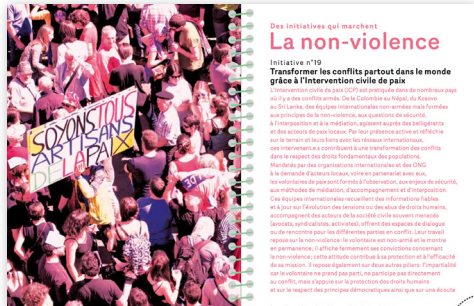 SOYONS TOUS
ARTISANS
PAIX
Des initiatives qui marchent
La non-violence
Initiative n°19
Transformer les conflits partout dans le monde
grâce à l'Intervention civile de paix
L'intervention civile de paix (ICP) est pratiquée dans de nombreux pays
où il y a des conflits armés. De la Colombie au Népal, du Kosovo
au Sri Lanka, des équipes internationales non-armées mais formées
aux principes de la non-violence, aux questions de sécurité,
à l'interposition et à la médiation, agissent auprès des belligérants
et des acteurs de paix locaux. Par leur présence active et réfléchie
sur le terrain et leurs liens avec les réseaux internationaux,
ces intervenant.e.s contribuent à une transformation des conflits
dans le respect des droits fondamentaux des populations.
Mandatés par des organisations internationales et des ONG
à la demande d'acteurs locaux, voire en partenariat avec eux,
les volontaires de paix sont formés à l'observation, aux enjeux de sécurité,
aux méthodes de médiation, d'accompagnement et d'interposition.
Ces équipes internationales recueillent des informations fiables
et à jour sur l'évolution des tensions ou des abus de droits humains,
accompagnent des acteurs de la société civile souvent menacés
(avocats, syndicalistes, activistes), offrent des espaces de dialogue
ou de rencontre pour les différentes parties en conflit. Leur travail
repose sur la non-violence: le volontaire est non-armé et le montre
en permanence; il affiche fermement ses convictions concernant
la non-violence; cette attitude contribue à sa protection et à l'efficacité
de sa mission. Il repose également sur deux autres piliers: l'impartialité
car le volontaire ne prend pas parti, ne participe pas directement
au conflit, mais s'appuie sur la protection des droits humains
et sur le respect des principes démocratiques ainsi que sur une écoute